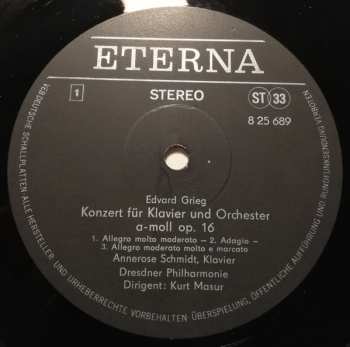 ETERNA
1
STEREO
ST 33
8 25 689
Edvard Grieg
Konzert für Klavier und Orchester
a-moll op. 16
1. Allegro molto moderato – 2. Adagio –
3. Allegro moderato molto e marcato
Annerose Schmidt, Klavier
Dresdner Philharmonie
Dirigent: Kurt Masur
VEB DEUTSCHE SCHALLPLATTEN ALLE HERSTELLER- UND URHEBERRECHTE VORBEHALTEN ÜBERSPIELUNG, ÖFFENTLICHE AUFFÜHRUNG UND RUNDFUNKSENDUNG VERBOTEN